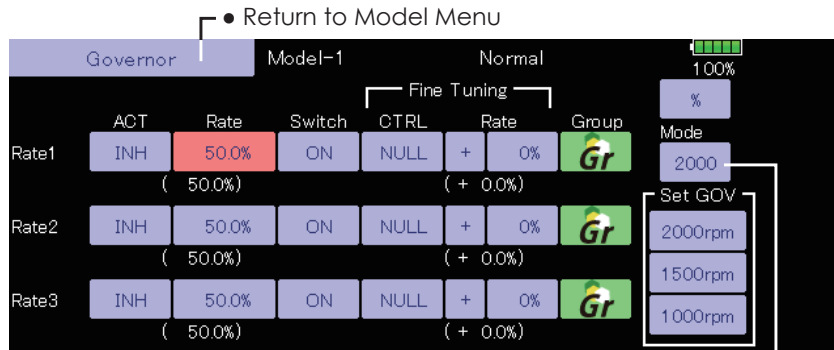 ● Return to Model Menu
Governor Model-1 Normal 100%
Fine Tuning %
ACT Rate Switch CTRL Rate Group Mode
Rate1 INH 50.0% ON NULL + 0% Gr 2000
( 50.0%) ( + 0.0%)
Set GOV
Rate2 INH 50.0% ON NULL + 0% Gr 2000rpm
( 50.0%) ( + 0.0%)
1500rpm
Rate3 INH 50.0% ON NULL + 0% Gr 1000rpm
( 50.0%) ( + 0.0%)